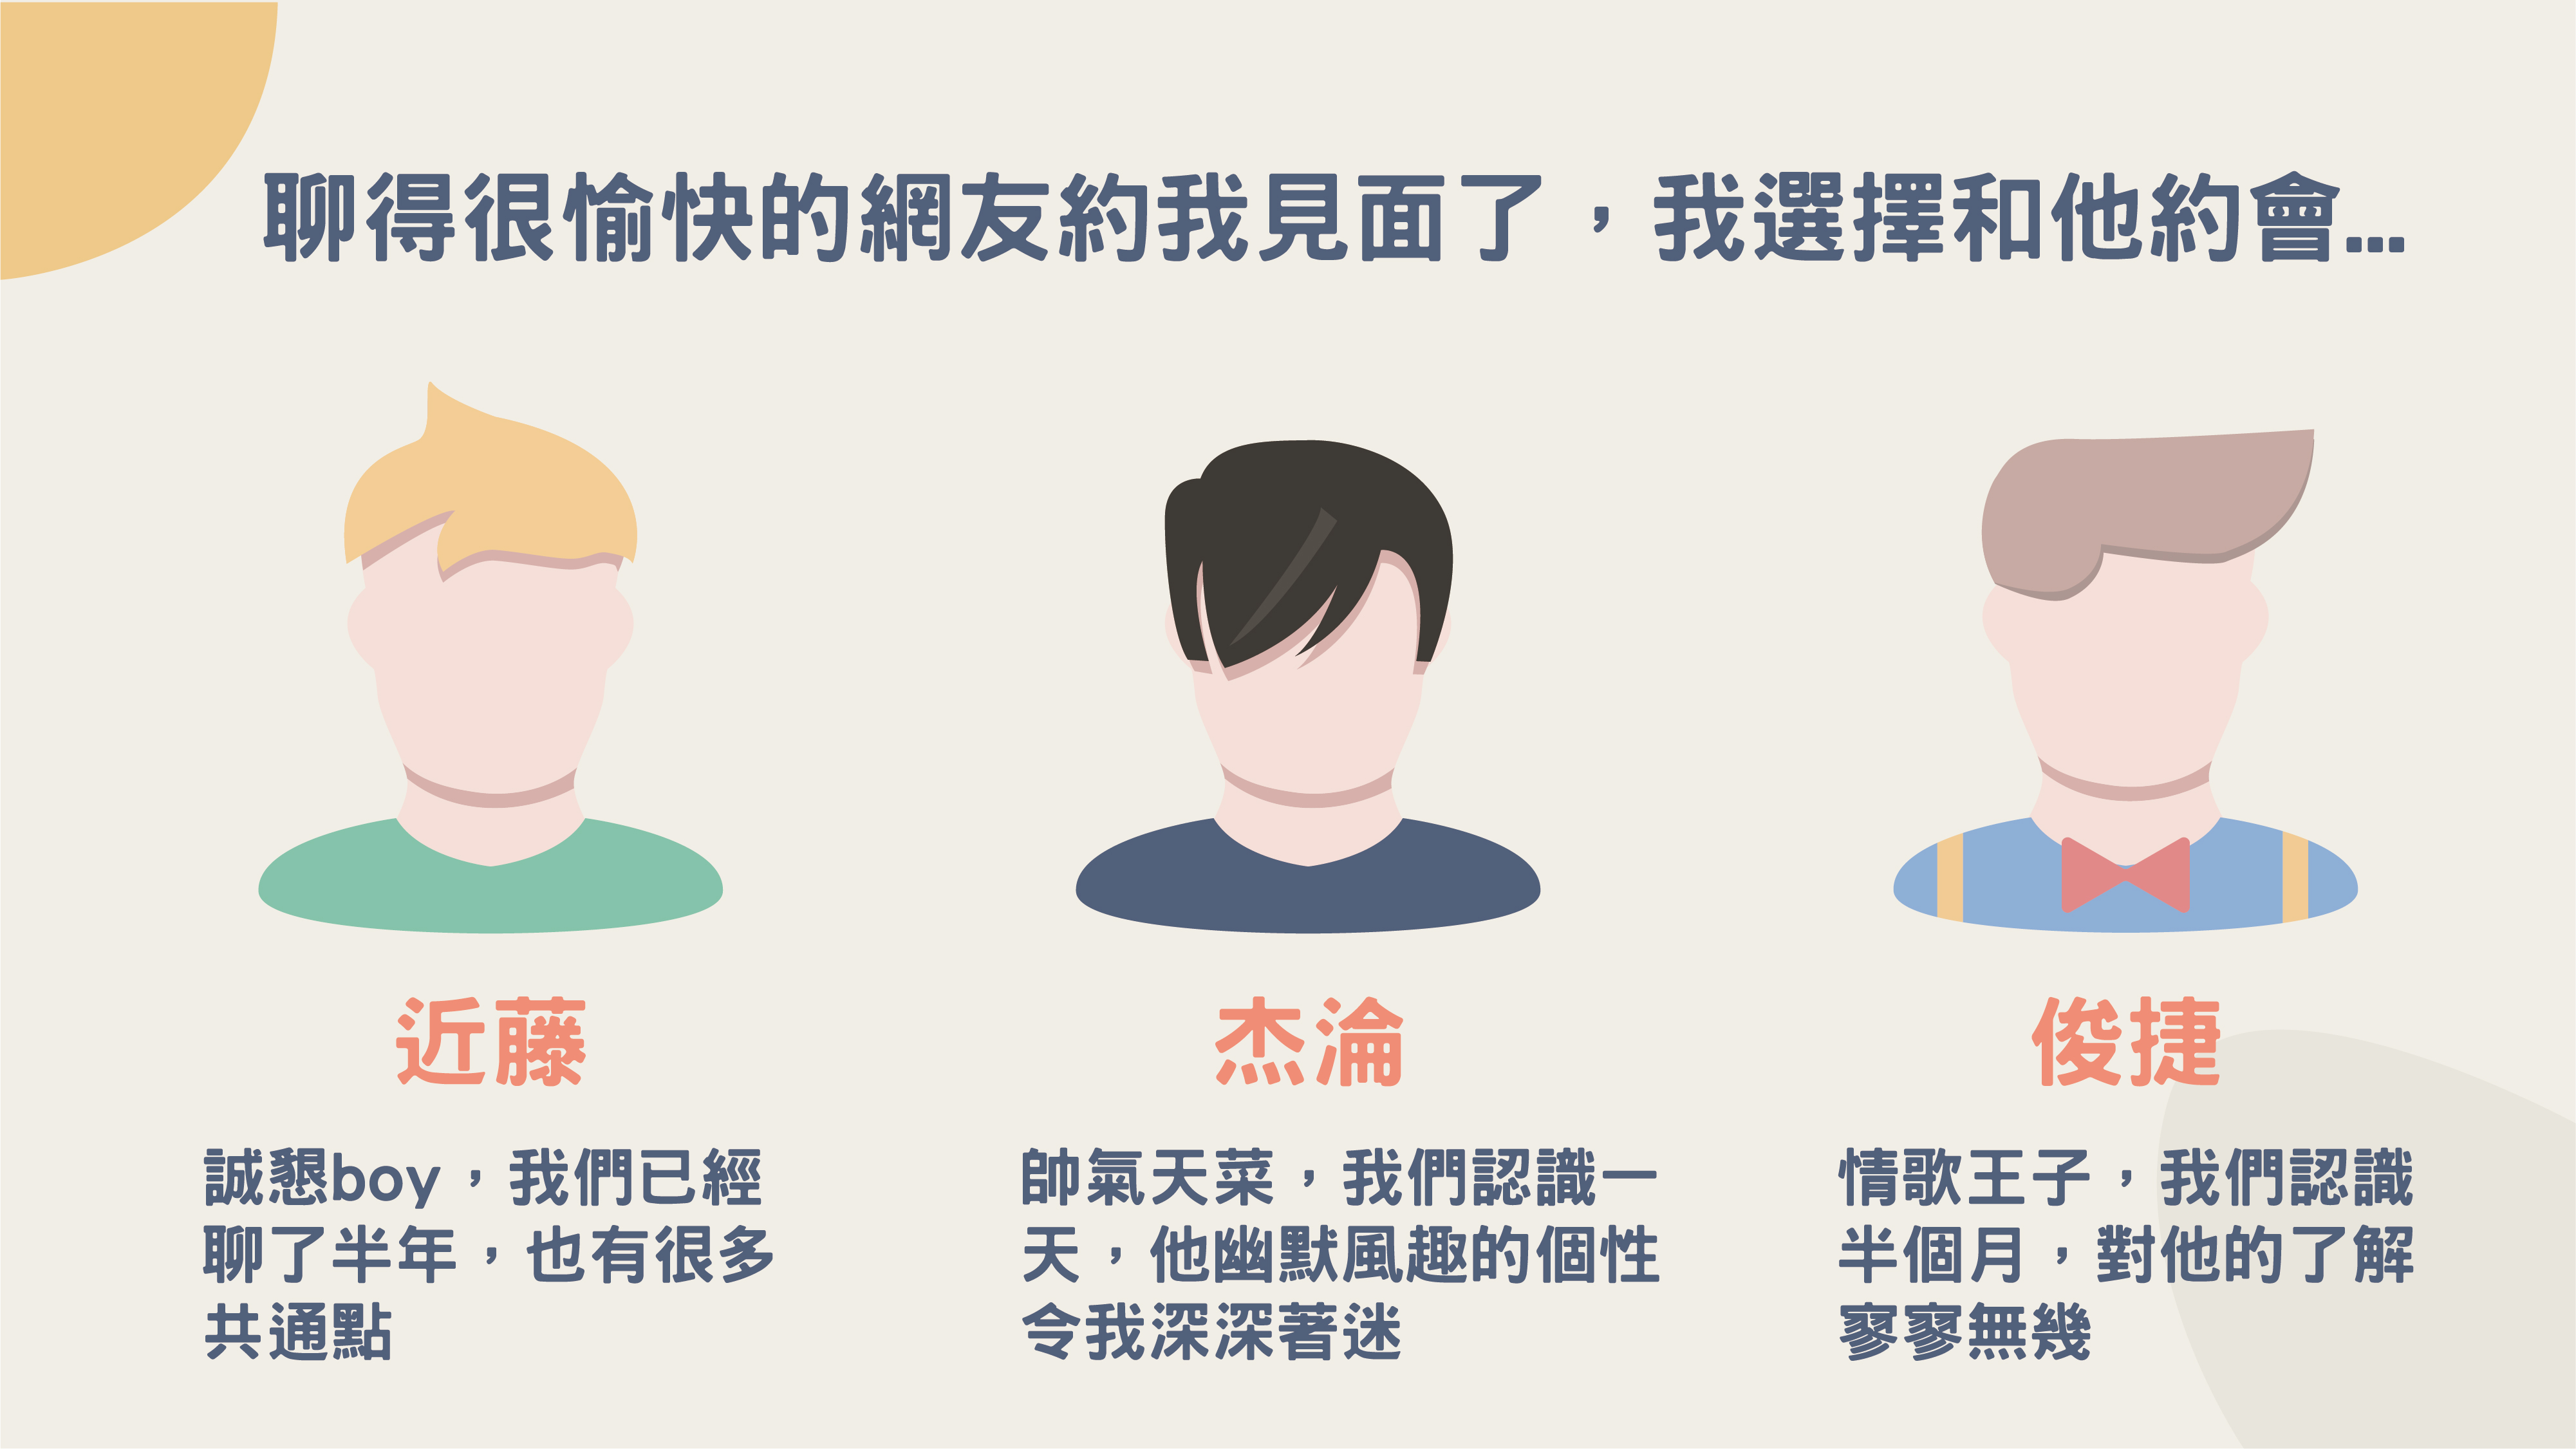 聊得很愉快的網友約我見面了，我選擇和他約會...
近藤
誠懇boy，我們已經
聊了半年，也有很多
共通點
杰淪
帥氣天菜，我們認識一
天，他幽默風趣的個性
令我深深著迷
俊捷
情歌王子，我們認識
半個月，對他的了解
寥寥無幾